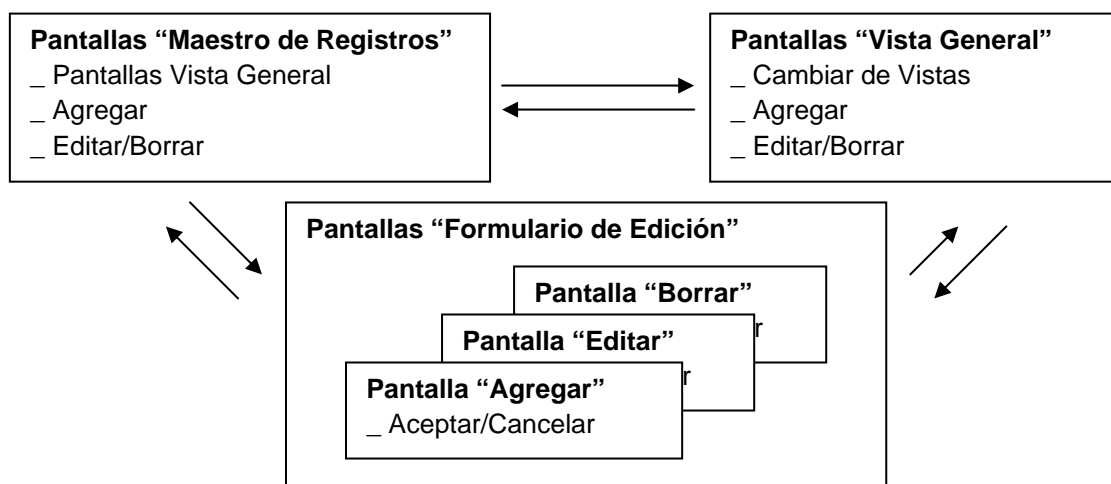 Pantallas “Maestro de Registros”
_ Pantallas Vista General
_ Agregar
_ Editar/Borrar
Pantallas “Vista General”
_ Cambiar de Vistas
_ Agregar
_ Editar/Borrar
Pantallas “Formulario de Edición”
Pantalla “Borrar”
r
Pantalla “Editar”
r
Pantalla “Agregar”
_ Aceptar/Cancelar